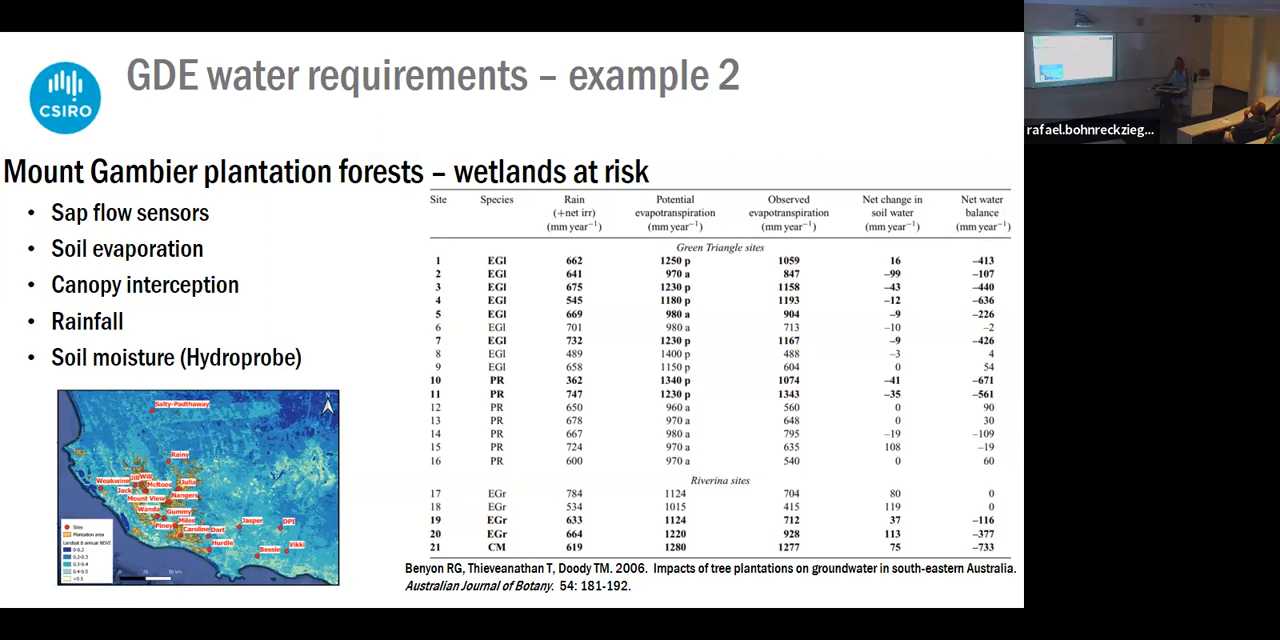 CSIRO
GDE water requirements – example 2
Mount Gambier plantation forests – wetlands at risk
• Sap flow sensors
• Soil evaporation
• Canopy interception
• Rainfall
• Soil moisture (Hydroprobe)
Site Species Rain (+net irr) (mm year⁻¹) Potential evapotranspiration (mm year⁻¹) Observed evapotranspiration (mm year⁻¹) Net change in soil water (mm year⁻¹) Net water balance (mm year⁻¹)
Green Triangle sites
1 EGl 662 1250 p 1059 16 –413
2 EGl 641 970 a 847 –99 –107
3 EGl 675 1230 p 1158 –43 –440
4 EGl 545 1180 p 1193 –12 –636
5 EGl 669 980 a 904 –9 –226
6 EGl 701 980 a 713 –10 –2
7 EGl 732 1230 p 1167 –9 –426
8 EGl 489 1400 p 488 –3 4
9 EGl 658 1150 p 604 0 54
10 PR 362 1340 p 1074 –41 –671
11 PR 747 1230 p 1343 –35 –561
12 PR 650 960 a 560 0 90
13 PR 678 970 a 648 0 30
14 PR 667 980 a 795 –19 –109
15 PR 724 970 a 635 108 –19
16 PR 600 970 a 540 0 60
Riverina sites
17 EGr 784 1124 704 80 0
18 EGr 534 1015 415 119 0
19 EGr 633 1124 712 37 –116
20 EGr 664 1220 928 113 –377
21 CM 619 1280 1277 75 –733
Benyon RG, Thieveanathan T, Doody TM. 2006. Impacts of tree plantations on groundwater in south-eastern Australia.
Australian Journal of Botany. 54: 181-192.
Salty-Padthaway
N
Rainy
Woakwine
McRoos
Julia
Jack
Mount View
Nangers
Wanda
Gummy
Miles
Piney
Caroline
Dart
Jasper
DPI
Hurdle
Bessie
Vikki
Sites
Plantation area
Landsat 8 annual NDVI
0-0.2
0.2-0.3
0.3-0.4
0.4-0.5
>0.5
rafael.bohnreckzieg...